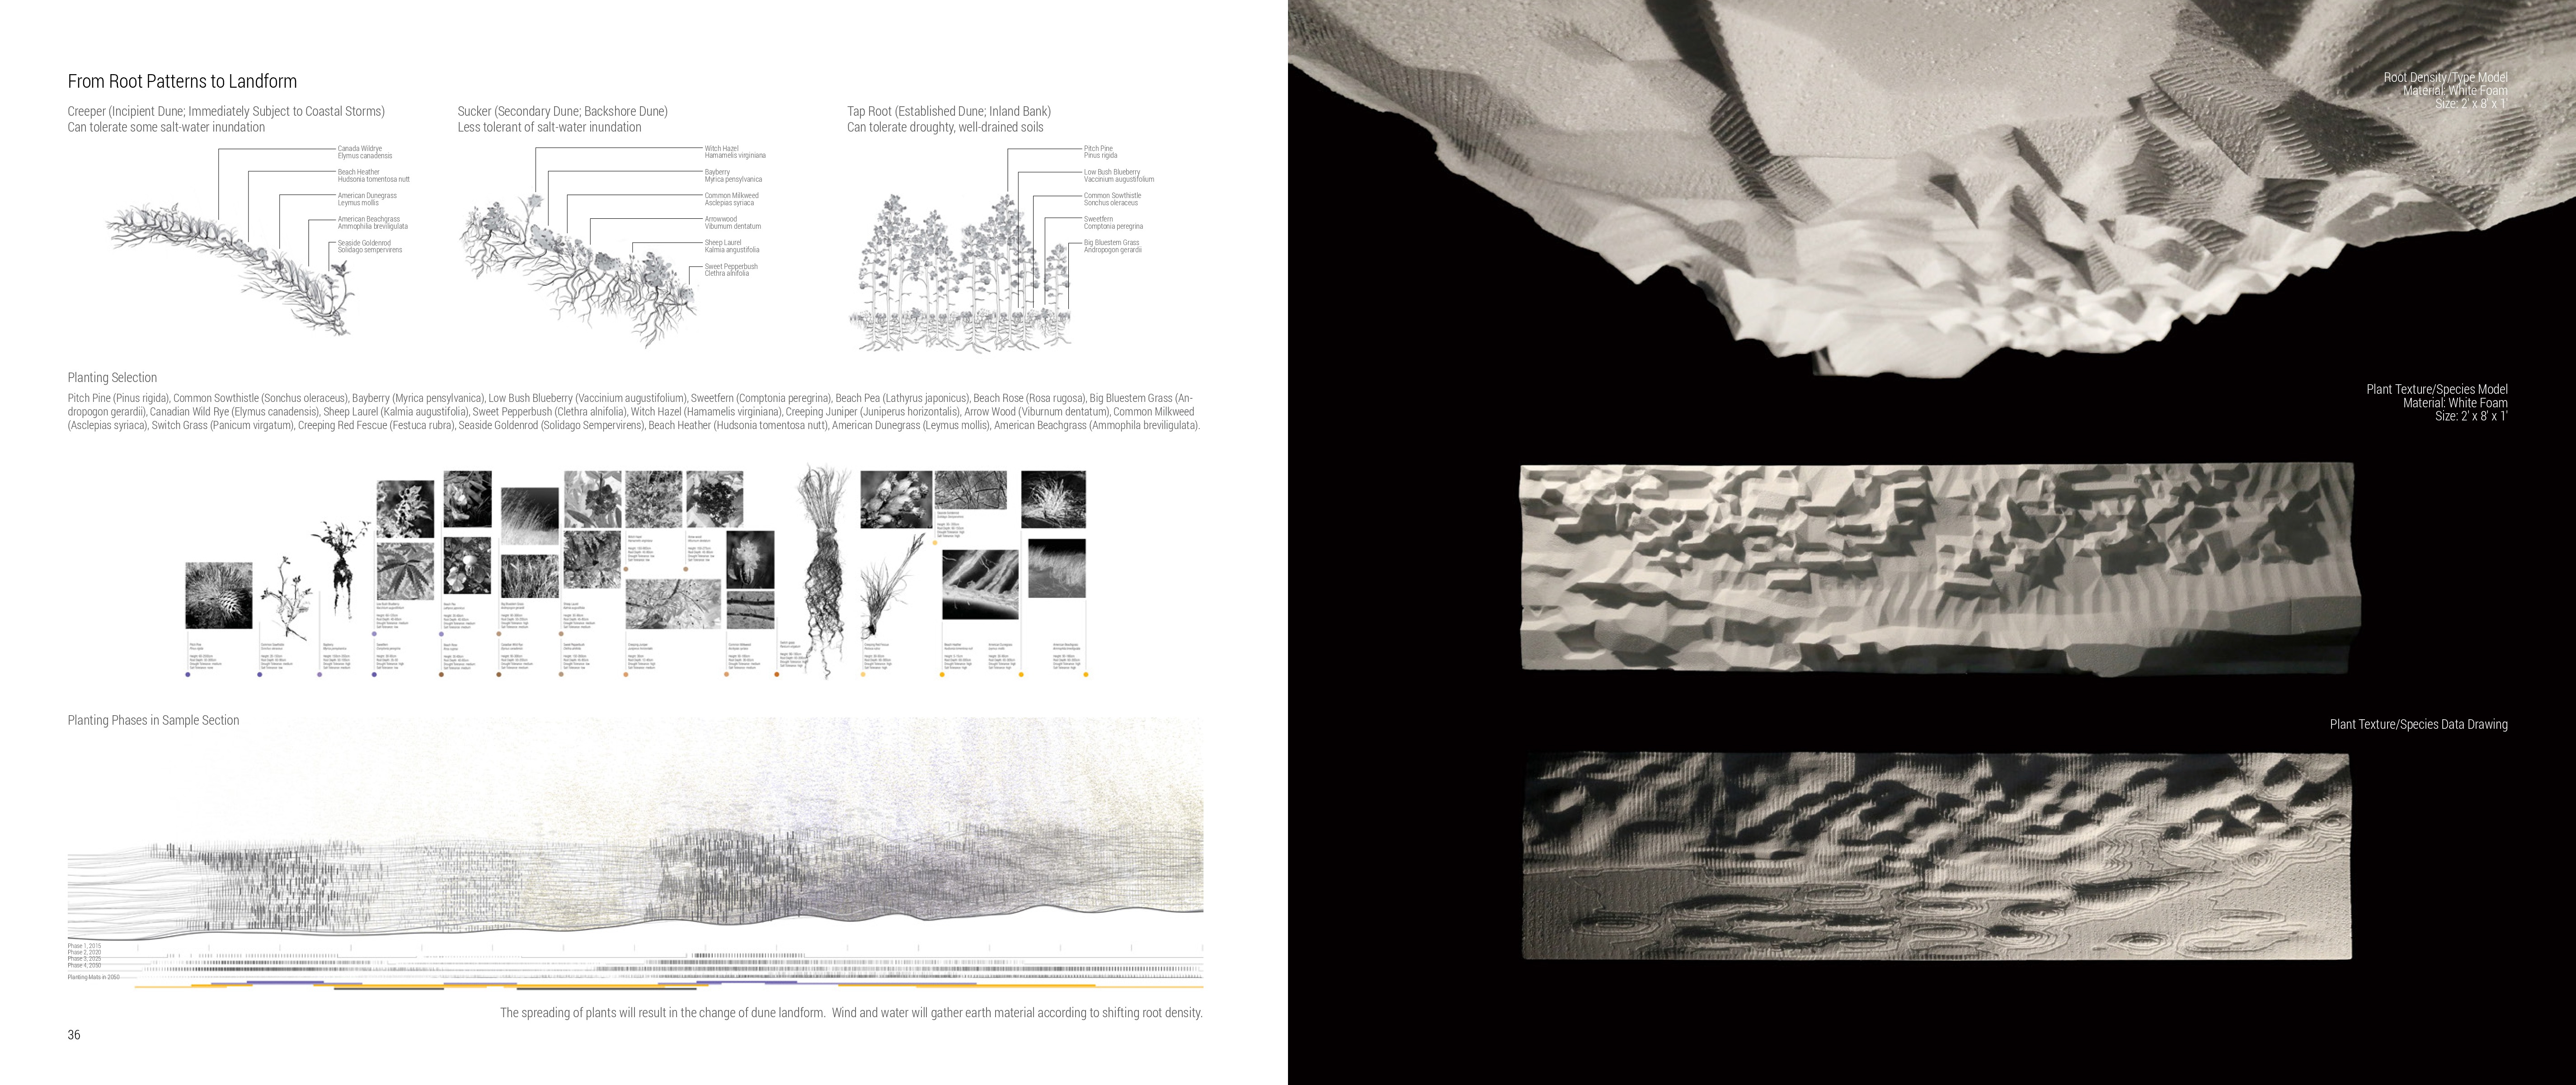 From Root Patterns to Landform
Creeper (Incipient Dune; Immediately Subject to Coastal Storms)
Can tolerate some salt-water inundation
Canada Wildrye
Elymus canadensis
Beach Heather
Hudsonia tomentosa nutt
American Dunegrass
Leymus mollis
American Beachgrass
Ammophilia breviligulata
Seaside Goldenrod
Solidago sempervirens
Sucker (Secondary Dune; Backshore Dune)
Less tolerant of salt-water inundation
Witch Hazel
Hamamelis virginiana
Bayberry
Myrica pensylvanica
Common Milkweed
Asclepias syriaca
Arrowwood
Viburnum dentatum
Sheep Laurel
Kalmia angustifolia
Sweet Pepperbush
Clethra alnifolia
Tap Root (Established Dune; Inland Bank)
Can tolerate droughty, well-drained soils
Pitch Pine
Pinus rigida
Low Bush Blueberry
Vaccinium augustifolium
Common Sowthistle
Sonchus oleraceus
Sweetfern
Comptonia peregrina
Big Bluestem Grass
Andropogon gerardii
Planting Selection
Pitch Pine (Pinus rigida), Common Sowthistle (Sonchus oleraceus), Bayberry (Myrica pensylvanica), Low Bush Blueberry (Vaccinium augustifolium), Sweetfern (Comptonia peregrina), Beach Pea (Lathyrus japonicus), Beach Rose (Rosa rugosa), Big Bluestem Grass (An-
dropogon gerardii), Canadian Wild Rye (Elymus canadensis), Sheep Laurel (Kalmia augustifolia), Sweet Pepperbush (Clethra alnifolia), Witch Hazel (Hamamelis virginiana), Creeping Juniper (Juniperus horizontalis), Arrow Wood (Viburnum dentatum), Common Milkweed
(Asclepias syriaca), Switch Grass (Panicum virgatum), Creeping Red Fescue (Festuca rubra), Seaside Goldenrod (Solidago Sempervirens), Beach Heather (Hudsonia tomentosa nutt), American Dunegrass (Leymus mollis), American Beachgrass (Ammophila breviligulata).
Planting Phases in Sample Section
Phase 1, 2015
Phase 2, 2020
Phase 3, 2025
Phase 4, 2050
Planting Mats in 2050
The spreading of plants will result in the change of dune landform. Wind and water will gather earth material according to shifting root density.
36
Root Density/Type Model
Material: White Foam
Size: 2' x 8' x 1'
Plant Texture/Species Model
Material: White Foam
Size: 2' x 8' x 1'
Plant Texture/Species Data Drawing